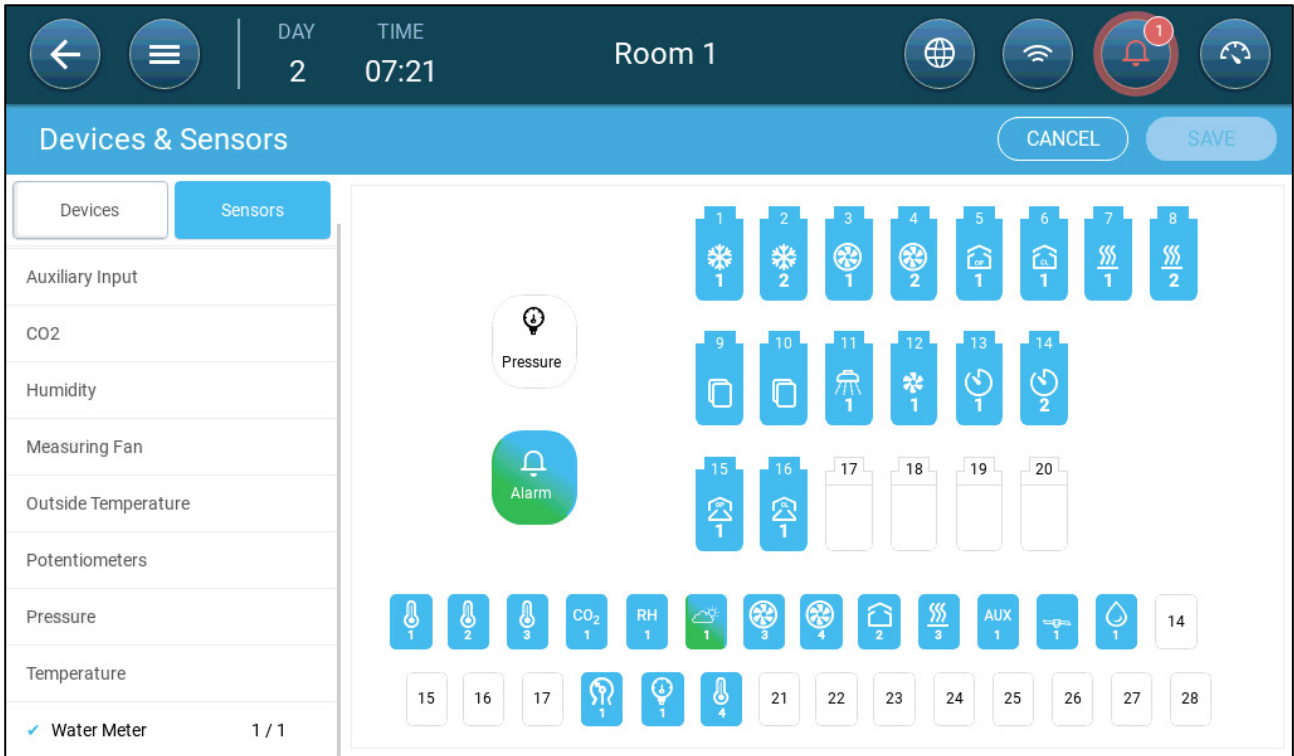 DAY TIME
2 07:21 Room 1 1
Devices & Sensors CANCEL SAVE
Devices Sensors
Auxiliary Input
CO2
Humidity
Measuring Fan
Outside Temperature
Potentiometers
Pressure
Temperature
✔ Water Meter 1 / 1
Pressure
Alarm
1 2 3 4 5 6 7 8
OP CL
1 2 1 2 1 1 1 2
9 10 11 12 13 14
1 1 1 2
15 16 17 18 19 20
OP CL
1 1
CO2 RH AUX
1 2 3 1 1 1 3 4 2 3 1 1 1 14
15 16 17 1 1 4 21 22 23 24 25 26 27 28